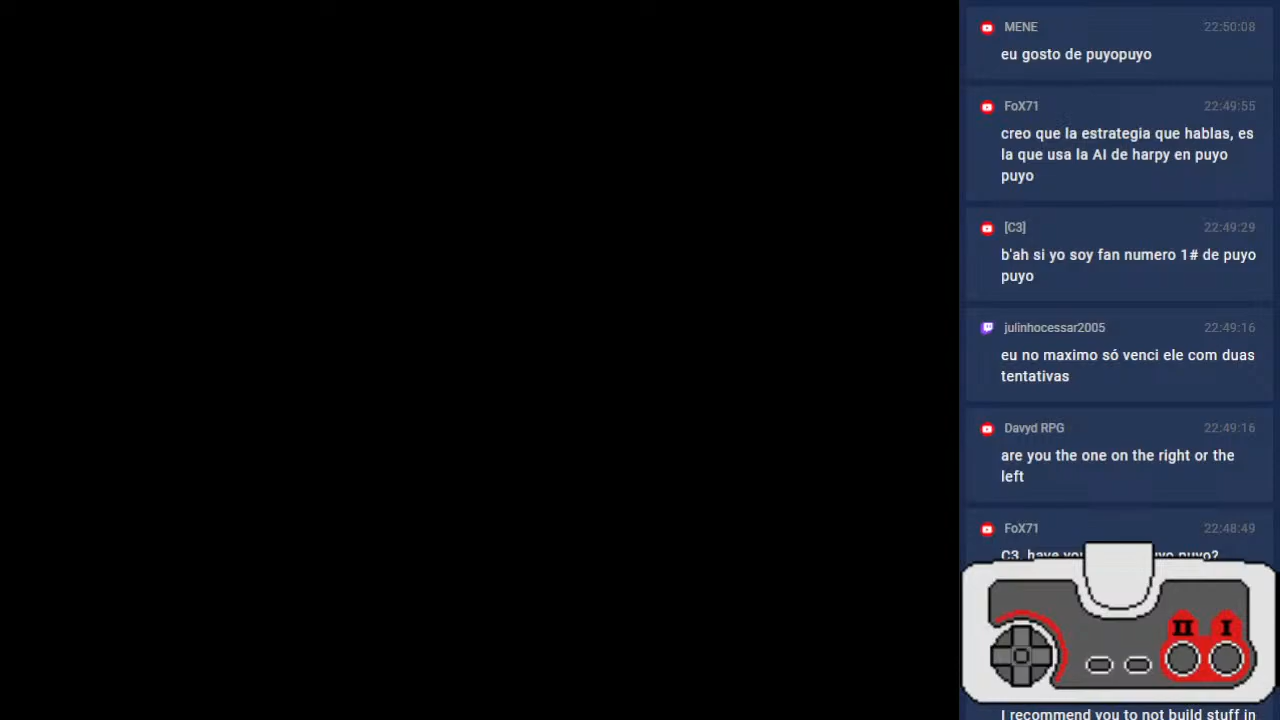 MENE 22:50:08
eu gosto de puyopuyo
FoX71 22:49:55
creo que la estrategia que hablas, es
la que usa la AI de harpy en puyo
puyo
[C3] 22:49:29
b'ah si yo soy fan numero 1# de puyo
puyo
julinhocessar2005 22:49:16
eu no maximo só venci ele com duas
tentativas
Davyd RPG 22:49:16
are you the one on the right or the
left
FoX71 22:48:49
C3, have puyo?
II I
I recommend you to not build stuff in